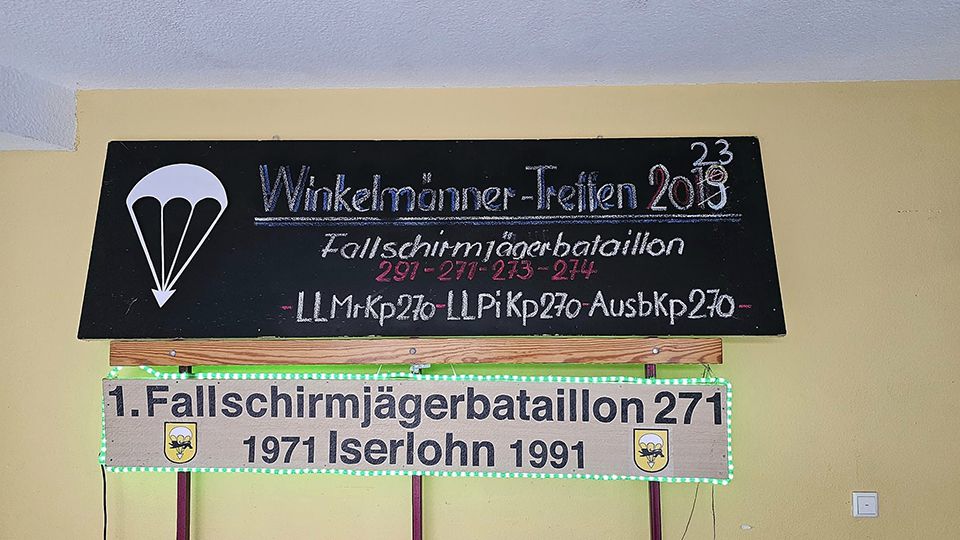 Winkelmänner-Treffen 2019
23
Fallschirmjägerbataillon
291-271-273-274
-LLMrKp270-LLPiKp270-AusbKp270-
1.Fallschirmjägerbataillon 271
1971 Iserlohn 1991